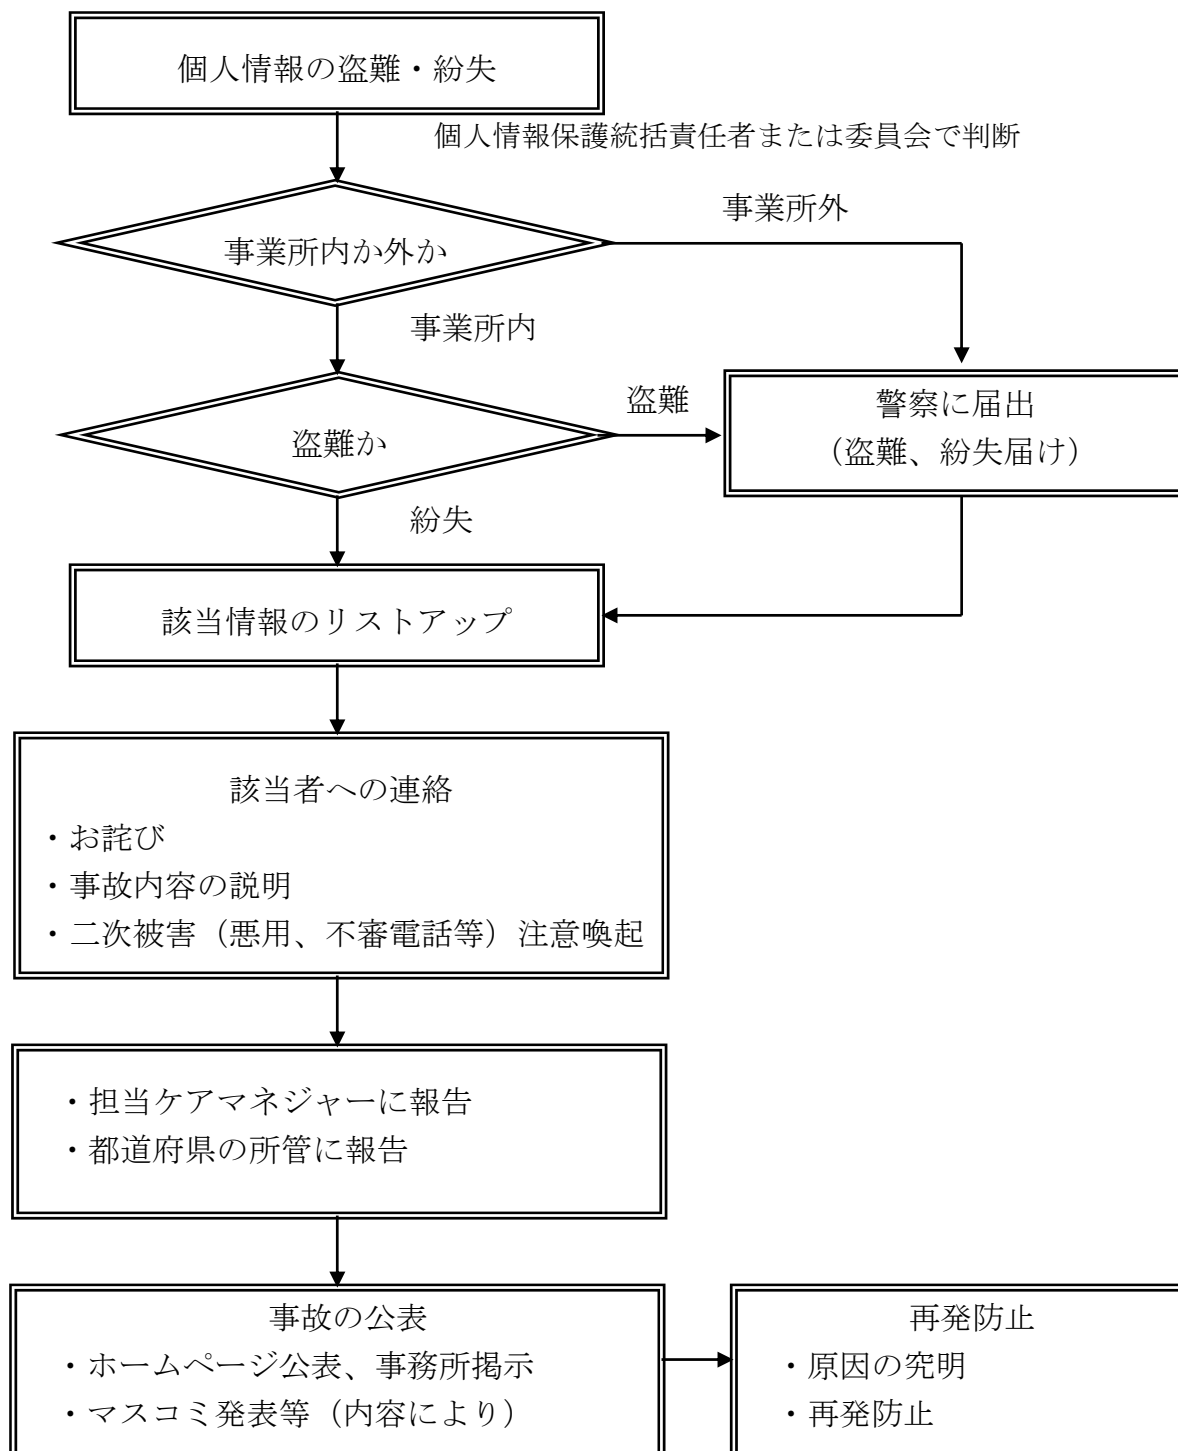 個人情報の盗難・紛失
個人情報保護統括責任者または委員会で判断
事業所外
事業所内か外か
事業所内
盗難
警察に届出
（盗難、紛失届け）
盗難か
紛失
該当情報のリストアップ
該当者への連絡
・お詫び
・事故内容の説明
・二次被害（悪用、不審電話等）注意喚起
・担当ケアマネジャーに報告
・都道府県の所管に報告
事故の公表
・ホームページ公表、事務所掲示
・マスコミ発表等（内容により）
再発防止
・原因の究明
・再発防止